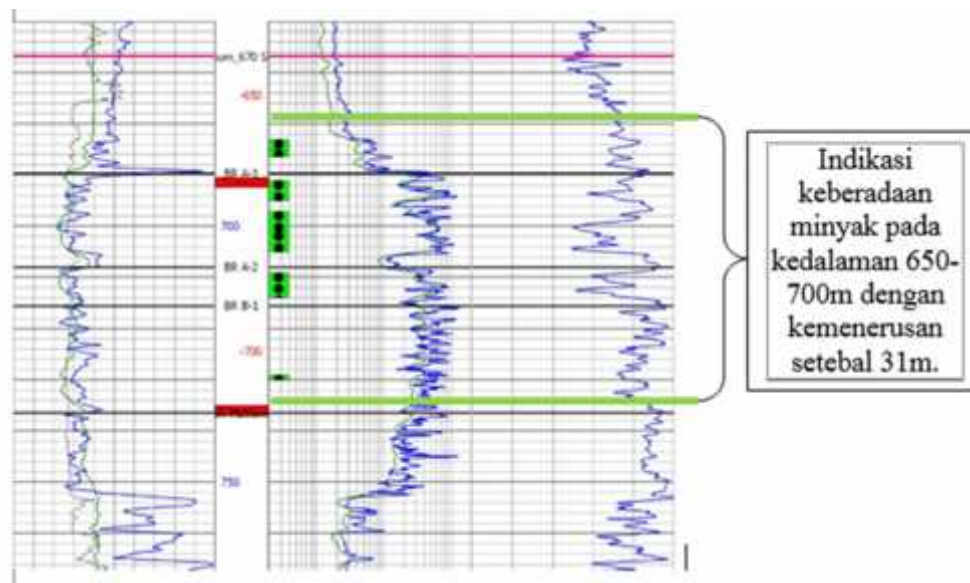 -650
BR A-1
700
BR A-2
BR B-1
-700
750
Indikasi
keberadaan
minyak pada
kedalaman 650-
700m dengan
kemenerusan
setebal 31m.